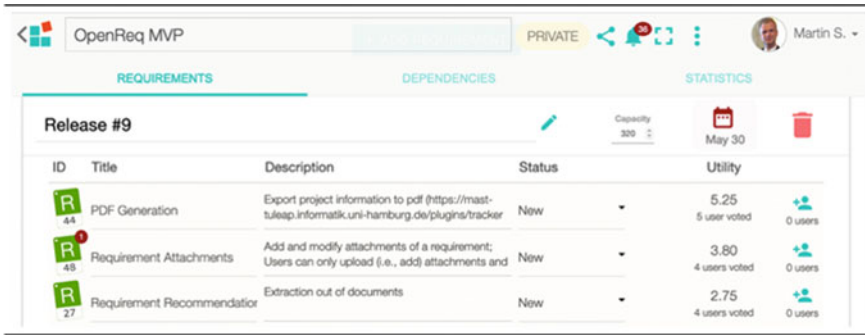 OpenReq MVP
PRIVATE
36
Martin S.
REQUIREMENTS
DEPENDENCIES
STATISTICS
Release #9
Capacity
320
May 30
ID Title Description Status Utility
R
44
PDF Generation
Export project information to pdf (https://mast-
tuleap.informatik.uni-hamburg.de/plugins/tracker
New
5.25
5 user voted
0 users
R
1
48
Requirement Attachments
Add and modify attachments of a requirement;
Users can only upload (i.e., add) attachments and
New
3.80
4 users voted
0 users
R
27
Requirement Recommendation
Extraction out of documents
New
2.75
4 users voted
0 users